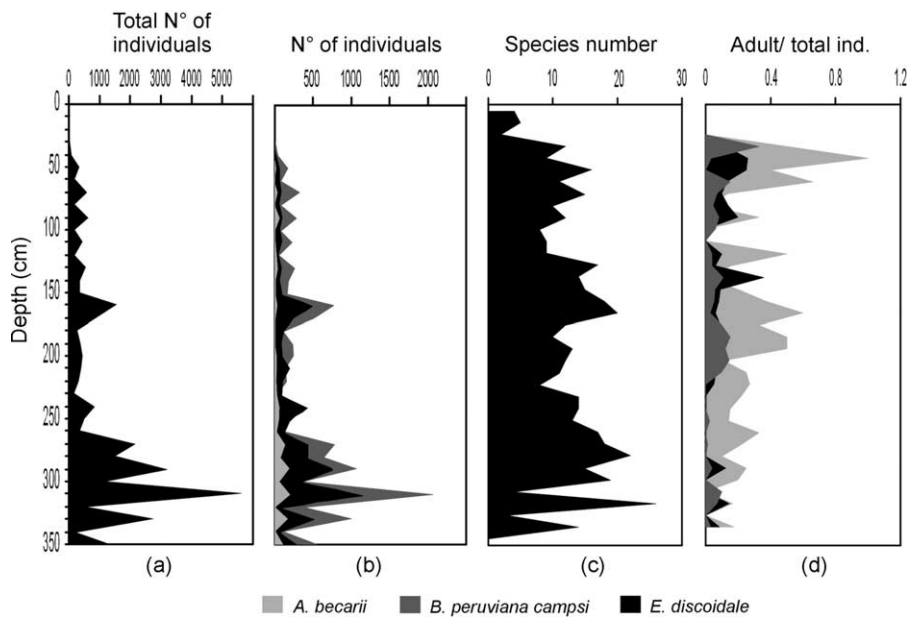 Total N° of
individuals
N° of individuals
Species number
Adult/ total ind.
0 1000 2000 3000 4000 5000
500 1000 1500 2000
0 10 20 30
0 0.4 0.8 1.2
Depth (cm)
0
50
100
150
200
250
300
350
(a) (b) (c) (d)
A. becarii B. peruviana campsi E. discoidale